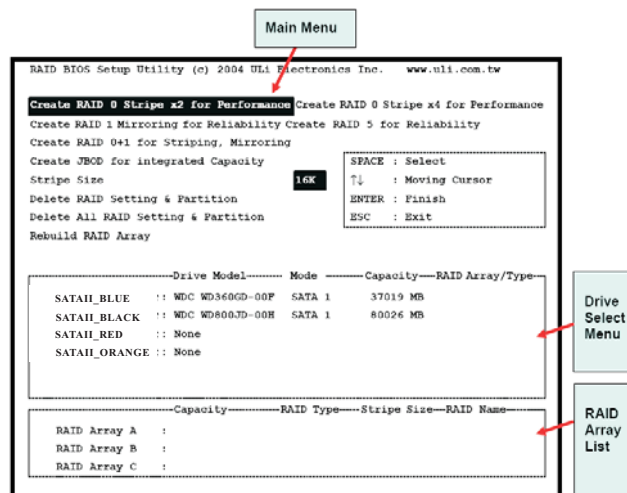 Main Menu
RAID BIOS Setup Utility (c) 2004 ULi Electronics Inc. www.uli.com.tw
Create RAID 0 Stripe x2 for Performance Create RAID 0 Stripe x4 for Performance
Create RAID 1 Mirroring for Reliability Create RAID 5 for Reliability
Create RAID 0+1 for Striping, Mirroring
Create JBOD for integrated Capacity
Stripe Size 16K
Delete RAID Setting & Partition
Delete All RAID Setting & Partition
Rebuild RAID Array
SPACE : Select
↑↓ : Moving Cursor
ENTER : Finish
ESC : Exit
Drive Model Mode Capacity RAID Array/Type
SATAII_BLUE :: WDC WD360GD-00F SATA 1 37019 MB
SATAII_BLACK :: WDC WD800JD-00H SATA 1 80026 MB
SATAII_RED :: None
SATAII_ORANGE :: None
Drive
Select
Menu
Capacity RAID Type Stripe Size RAID Name
RAID Array A :
RAID Array B :
RAID Array C :
RAID
Array
List